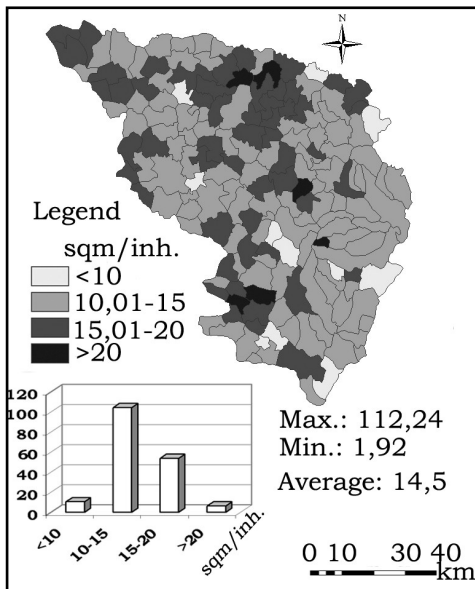 N
Legend
sqm/inh.
<10
10,01-15
15,01-20
>20
120
100
80
60
40
20
0
<10
10-15
15-20
>20
sqm/inh.
Max.: 112,24
Min.: 1,92
Average: 14,5
0 10 30 40
km